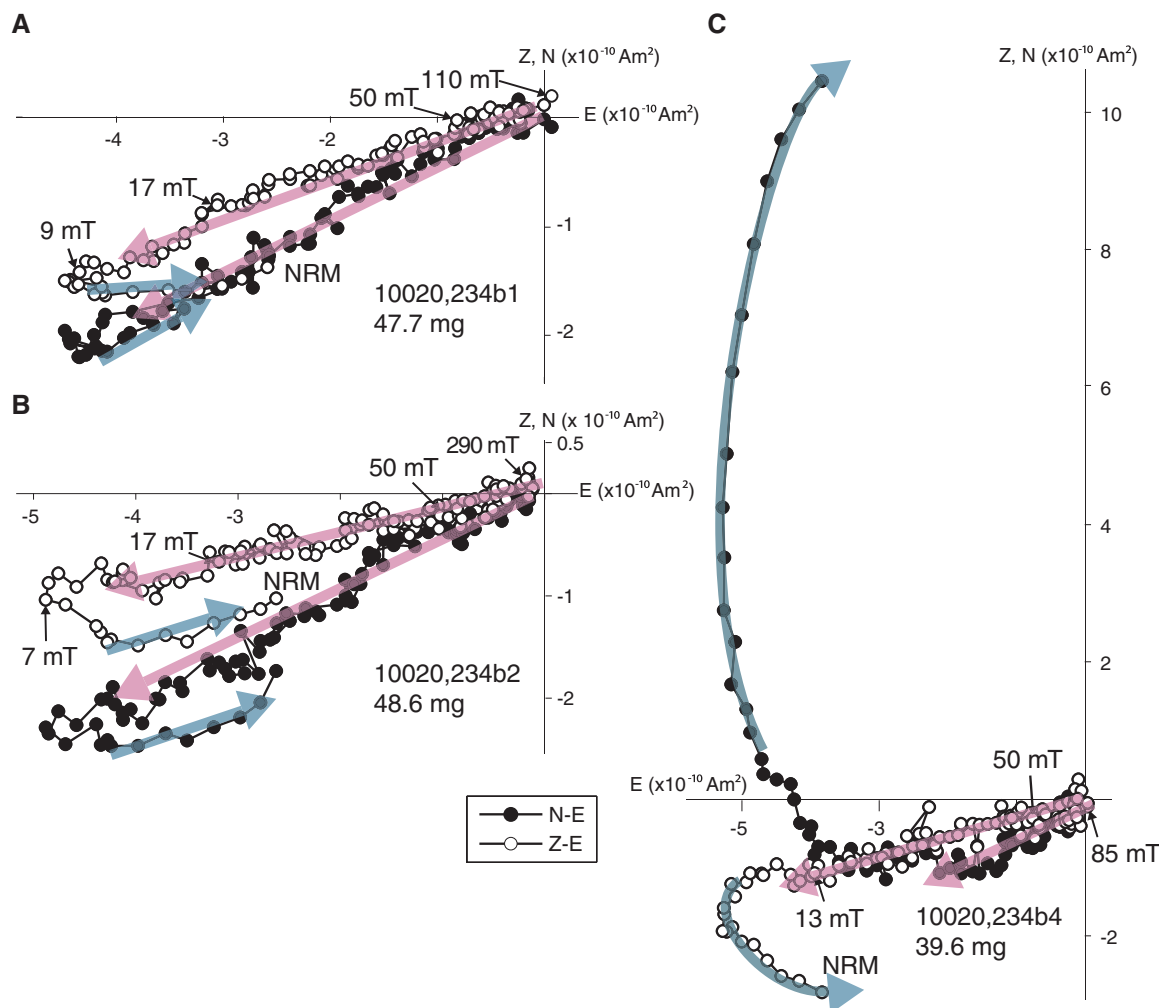 A
Z, N (x10⁻¹⁰ Am²)
110 mT
50 mT
E (x10⁻¹⁰ Am²)
-4
-3
-2
17 mT
9 mT
-1
NRM
10020,234b1
47.7 mg
-2
B
Z, N (x 10⁻¹⁰ Am²)
0.5
290 mT
50 mT
E (x10⁻¹⁰ Am²)
-5
-4
-3
17 mT
NRM
-1
7 mT
10020,234b2
48.6 mg
-2
N-E
Z-E
C
Z, N (x10⁻¹⁰ Am²)
10
8
6
4
2
50 mT
E (x10⁻¹⁰ Am²)
-5
-3
85 mT
13 mT
10020,234b4
39.6 mg
-2
NRM